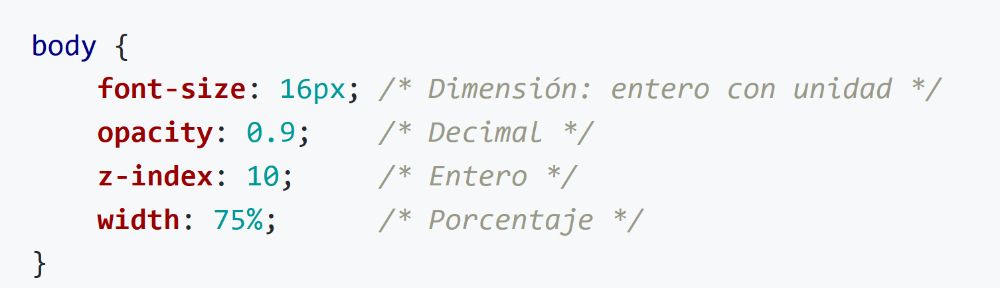 body {
    font-size: 16px; /* Dimensión: entero con unidad */
    opacity: 0.9;    /* Decimal */
    z-index: 10;     /* Entero */
    width: 75%;      /* Porcentaje */
}